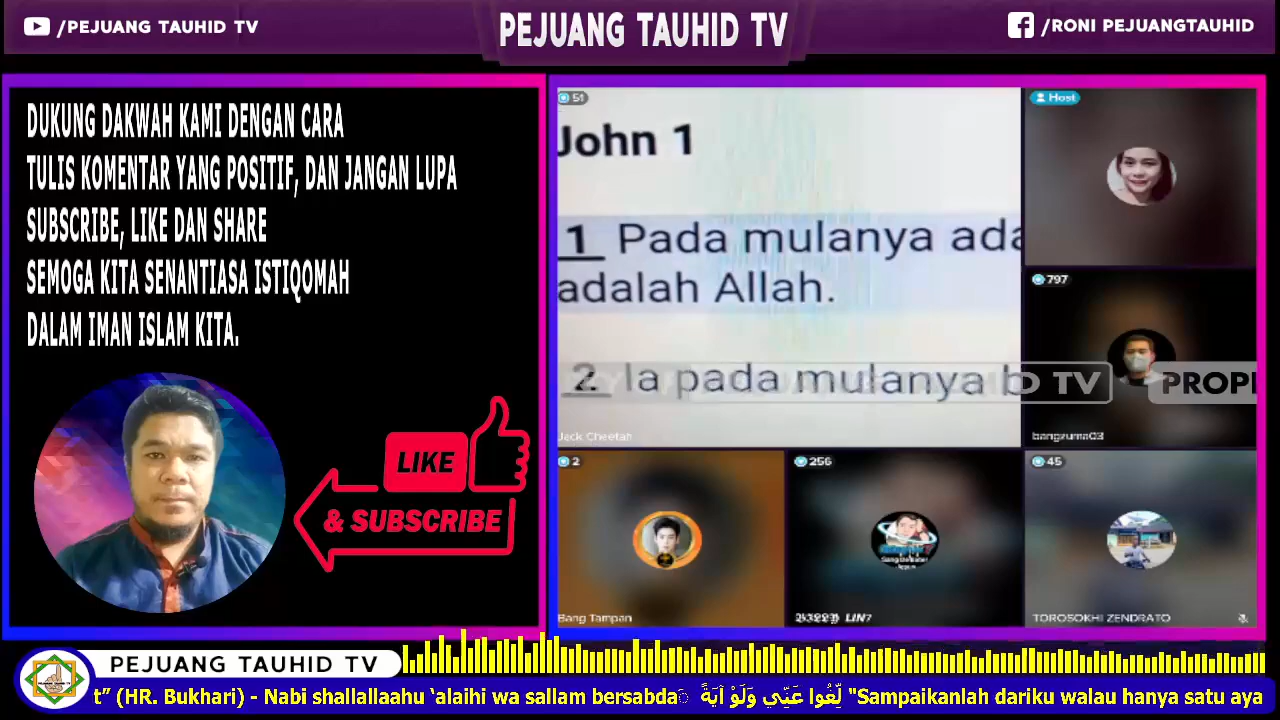 /PEJUANG TAUHID TV
PEJUANG TAUHID TV
/RONI PEJUANGTAUHID
DUKUNG DAKWAH KAMI DENGAN CARA
TULIS KOMENTAR YANG POSITIF, DAN JANGAN LUPA
SUBSCRIBE, LIKE DAN SHARE
SEMOGA KITA SENANTIASA ISTIQOMAH
DALAM IMAN ISLAM KITA.
LIKE
& SUBSCRIBE
51
John 1
1 Pada mulanya ada
adalah Allah.
2 Ia pada mulanya b
Jack Cheetah
Host
797
TV
bangzuma03
2
Bang Tampan
256
LIN7
45
TOROSOKHI ZENDRATO
PEJUANG TAUHID TV
t” (HR. Bukhari) - Nabi shallallaahu ‘alaihi wa sallam bersabda لِّغُوا عَنِّي وَلَوْ آيَةً "Sampaikanlah dariku walau hanya satu aya